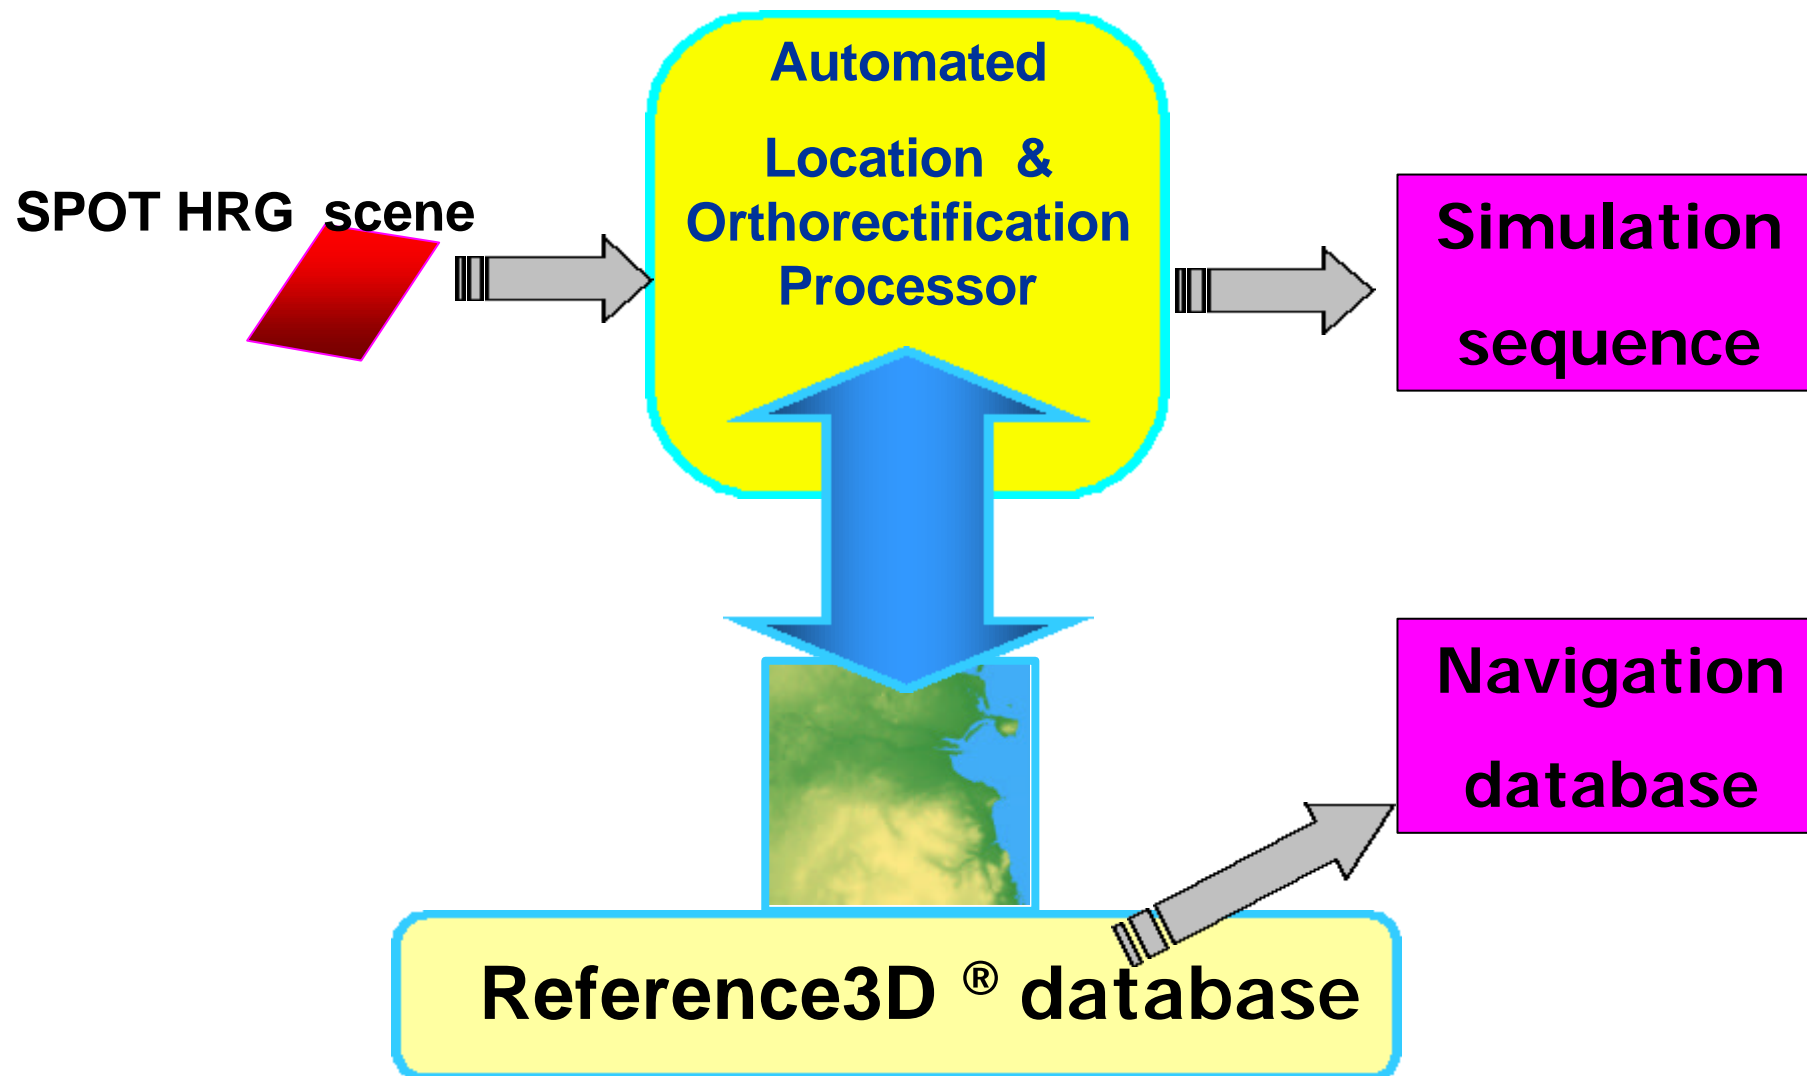 SPOT HRG scene
Automated
Location &
Orthorectification
Processor
Simulation
sequence
Navigation
database
Reference3D ® database